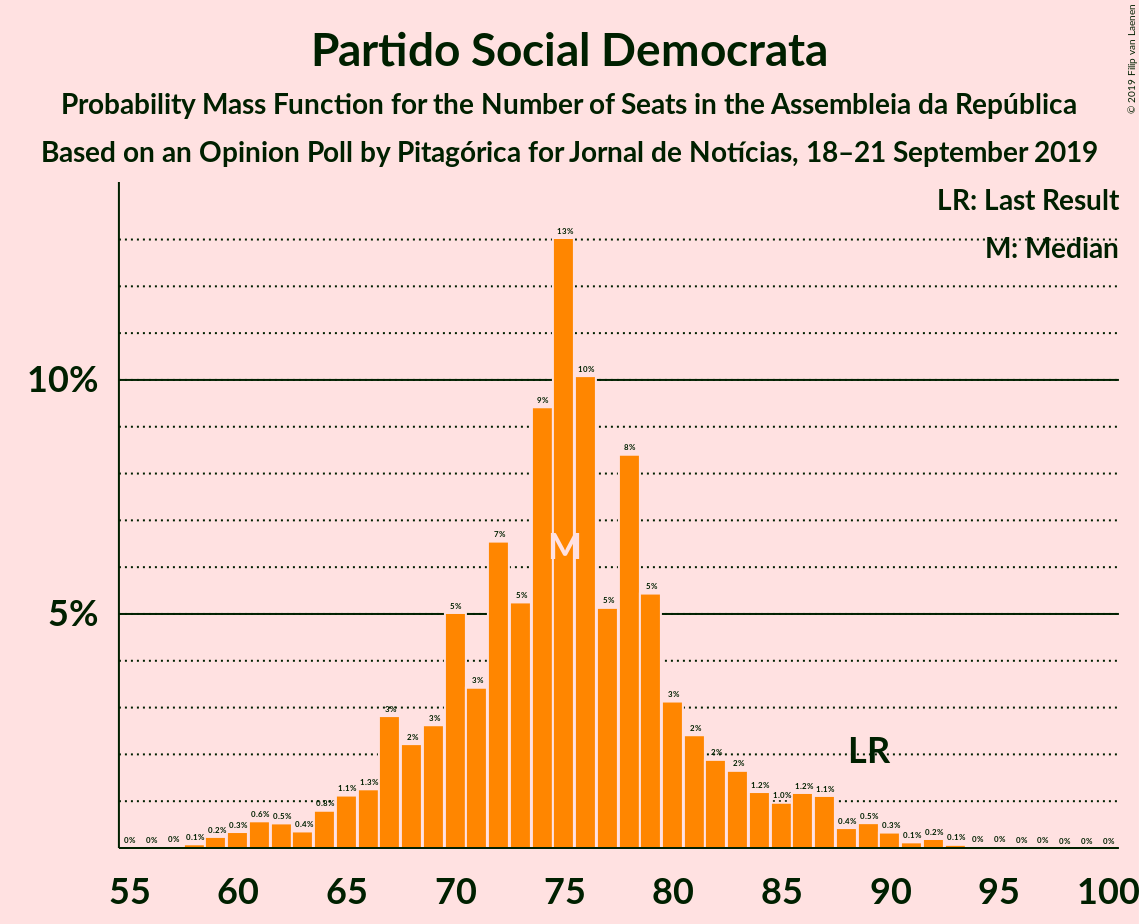 Partido Social Democrata
Probability Mass Function for the Number of Seats in the Assembleia da República
Based on an Opinion Poll by Pitagórica for Jornal de Notícias, 18–21 September 2019
© 2019 Filip van Laenen
LR: Last Result
M: Median
10%
5%
0% 0% 0% 0.1% 0.2% 0.3% 0.6% 0.5% 0.4% 0.8% 1.1% 1.3% 3% 2% 3% 5% 3% 7% 5% 9% 13% 10% 5% 8% 5% 3% 2% 2% 2% 1.2% 1.0% 1.2% 1.1% 0.4% 0.5% 0.3% 0.1% 0.2% 0.1% 0% 0% 0% 0% 0% 0% 0%
M
LR
55 60 65 70 75 80 85 90 95 100